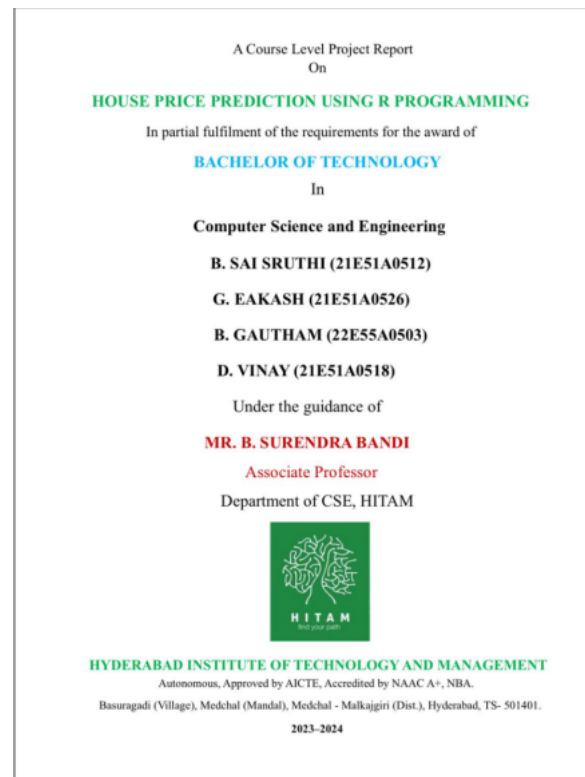 A Course Level Project Report
On
HOUSE PRICE PREDICTION USING R PROGRAMMING
In partial fulfilment of the requirements for the award of
BACHELOR OF TECHNOLOGY
In
Computer Science and Engineering
B. SAI SRUTHI (21E51A0512)
G. EAKASH (21E51A0526)
B. GAUTHAM (22E55A0503)
D. VINAY (21E51A0518)
Under the guidance of
MR. B. SURENDRA BANDI
Associate Professor
Department of CSE, HITAM
HITAM
find your path
HYDERABAD INSTITUTE OF TECHNOLOGY AND MANAGEMENT
Autonomous, Approved by AICTE, Accredited by NAAC A+, NBA.
Basuragadi (Village), Medchal (Mandal), Medchal - Malkajgiri (Dist.), Hyderabad, TS- 501401.
2023–2024